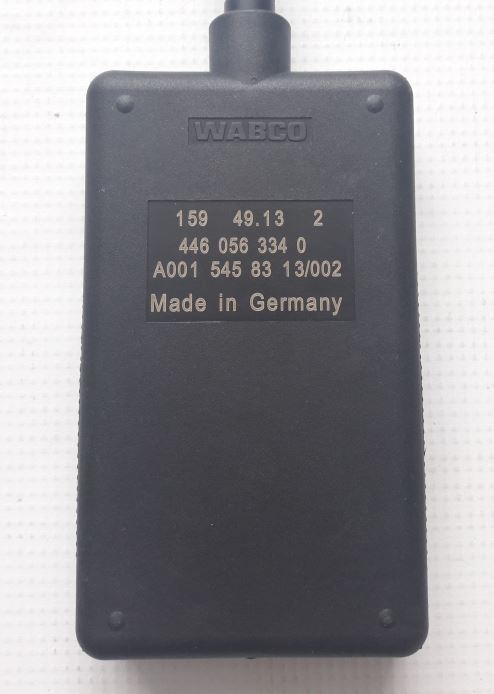 WABCO
159 49.13 2
446 056 334 0
A001 545 83 13/002
Made in Germany